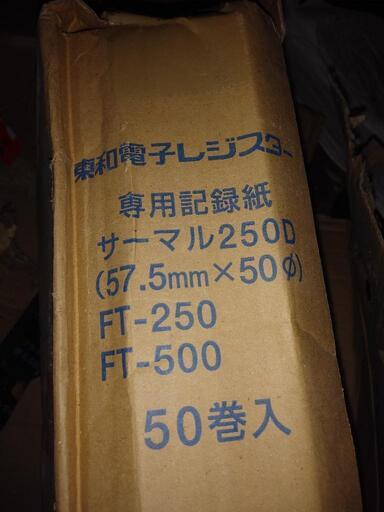 東和電子レジスター
専用記録紙
サーマル250D
(57.5mm×50φ)
FT-250
FT-500
50巻入